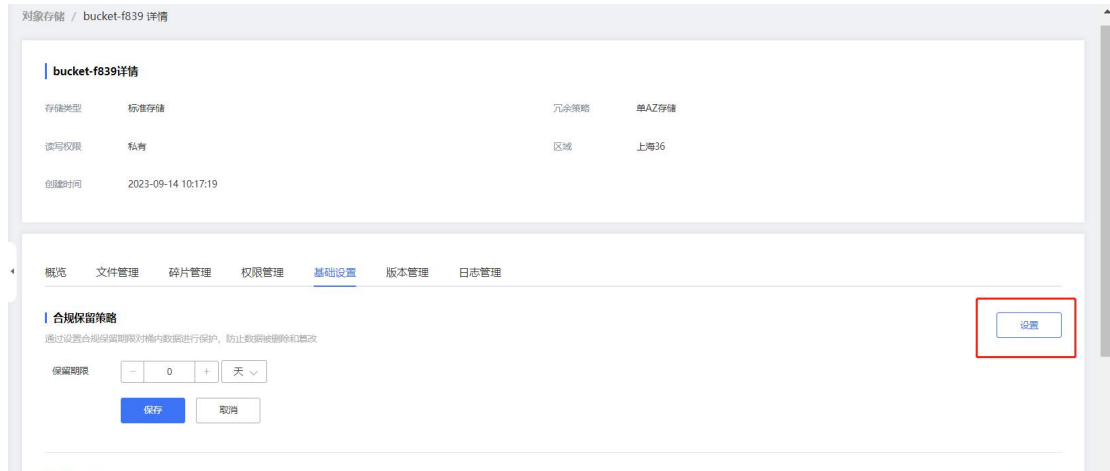 对象存储 / bucket-f839 详情
bucket-f839详情
存储类型 标准存储 冗余策略 单AZ存储
读写权限 私有 区域 上海36
创建时间 2023-09-14 10:17:19
概览 文件管理 碎片管理 权限管理 基础设置 版本管理 日志管理
合规保留策略 设置
通过设置合规保留期限对桶内数据进行保护，防止数据被删除和篡改
保留期限 − 0 + 天
保存 取消